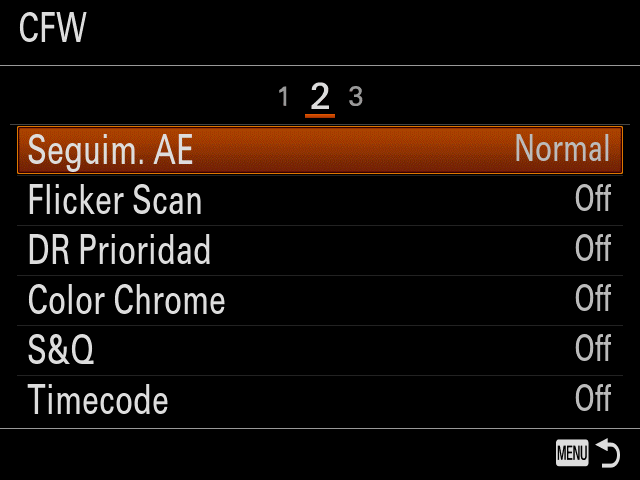 CFW
1 2 3
Seguim. AE Normal
Flicker Scan Off
DR Prioridad Off
Color Chrome Off
S&Q Off
Timecode Off
MENU